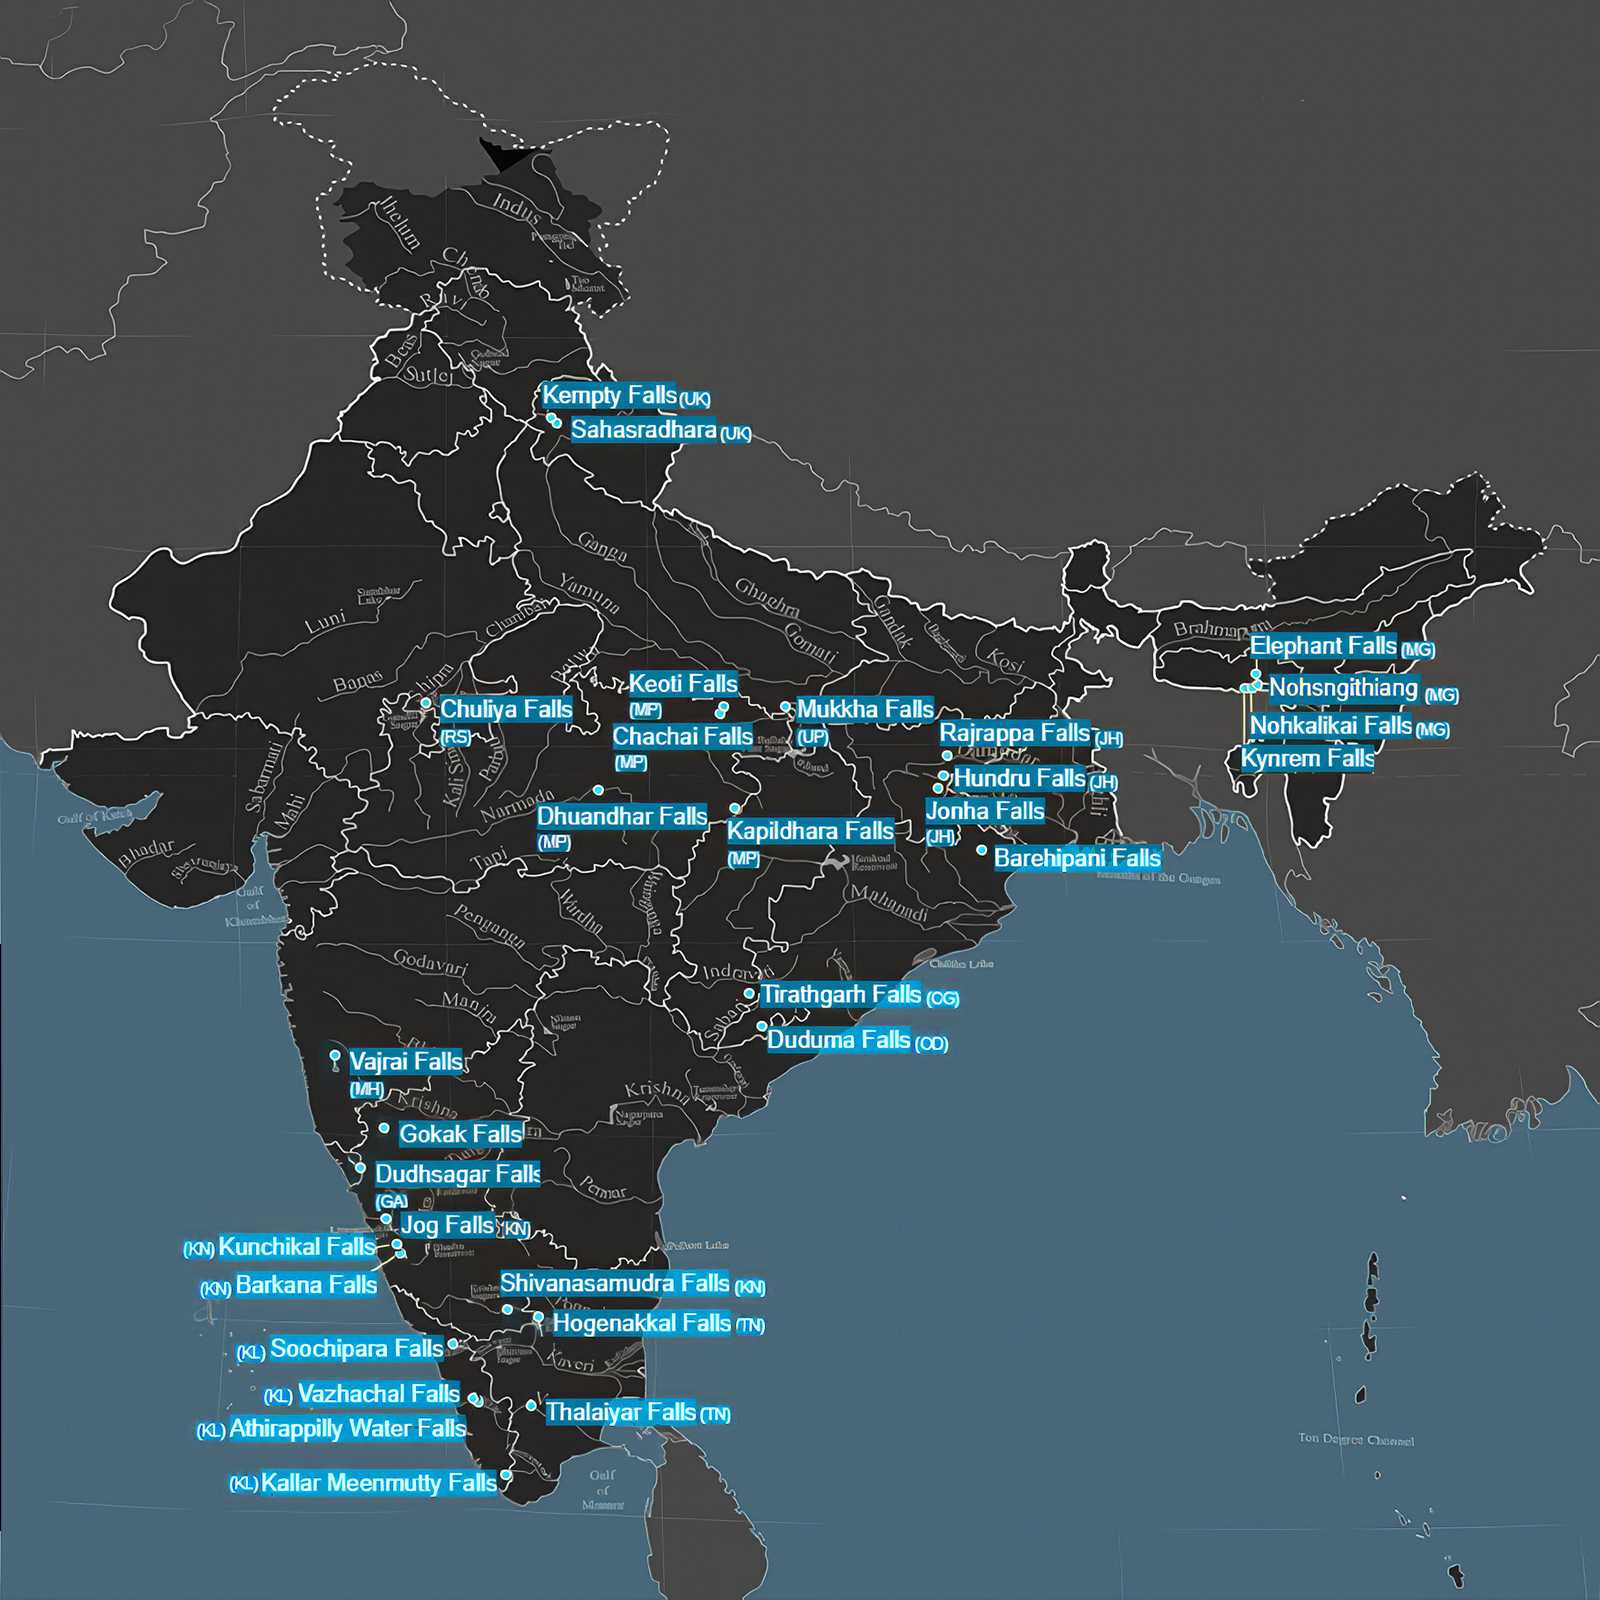 Indus
Jhelum
Ravi
Beas
Sutlej
Kempty Falls (UK)
Sahasradhara (UK)
Ganga
Yamuna
Ghaghra
Gomati
Gandak
Kosi
Luni
Chambal
Banas
Brahmaputra
Elephant Falls (MG)
Nohsngithiang (MG)
Nohkalikai Falls (MG)
Kynrem Falls
Keoti Falls
(MP)
Chachai Falls
(MP)
Mukkha Falls
(UP)
Chuliya Falls
(RS)
Rajrappa Falls (JH)
Hundru Falls (JH)
Jonha Falls
(JH)
Barehipani Falls
Sabarmati
Mahi
Kali Sindh
Narmada
Dhuandhar Falls
(MP)
Kapildhara Falls
(MP)
Gulf of Kutch
Bhadar
Tapi
Gulf
of
Wardha
Penganga
Mahanadi
Godavari
Manjra
Indravati
Sabari
Chilika Lake
Tirathgarh Falls (OG)
Duduma Falls (OD)
Vajrai Falls
(MH)
Krishna
Krishna
Gokak Falls
Dudhsagar Falls
(GA)
Pennar
Jog Falls (KN)
(KN) Kunchikal Falls
(KN) Barkana Falls
Shivanasamudra Falls (KN)
Hogenakkal Falls (TN)
(KL) Soochipara Falls
Kaveri
(KL) Vazhachal Falls
Thalaiyar Falls (TN)
(KL) Athirappilly Water Falls
(KL) Kallar Meenmutty Falls
Gulf
of
Ton Degree Channel